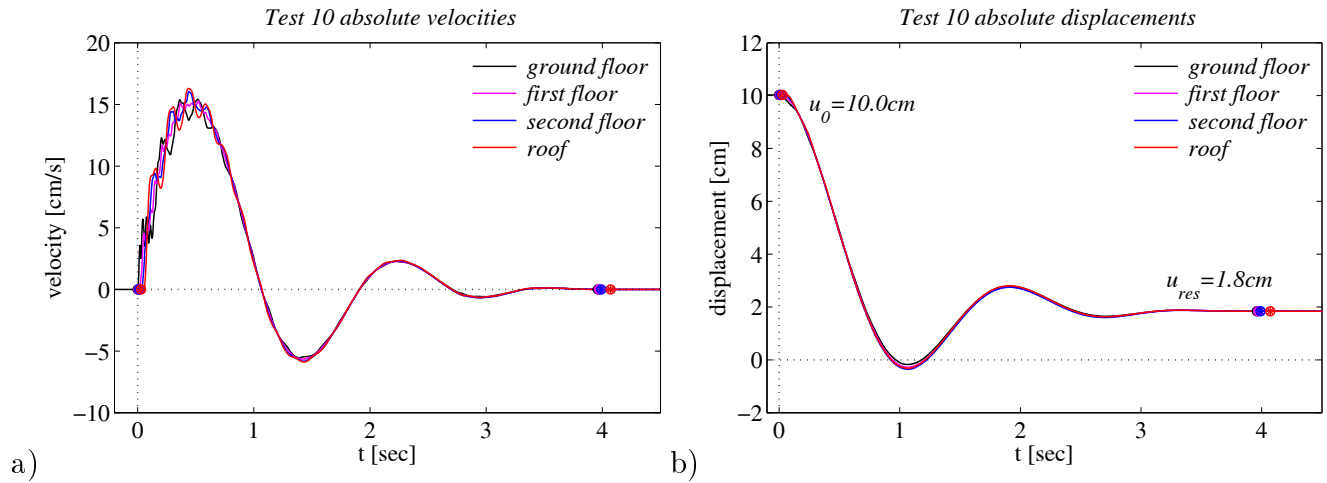 Test 10 absolute velocities
20
15
10
5
0
−5
−10
velocity [cm/s]
ground floor
first floor
second floor
roof
0 1 2 3 4
t [sec]
a)
Test 10 absolute displacements
12
10
8
6
4
2
0
−2
displacement [cm]
u0=10.0cm
ground floor
first floor
second floor
roof
ures=1.8cm
0 1 2 3 4
t [sec]
b)